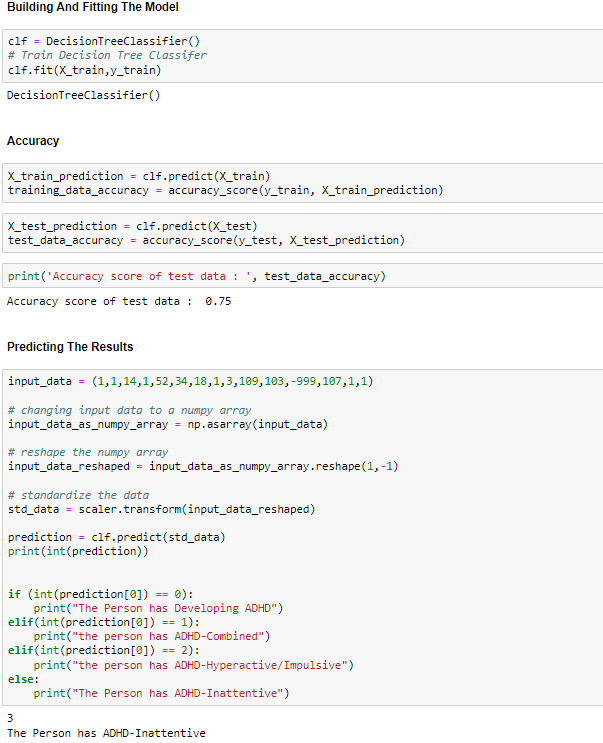 Building And Fitting The Model
clf = DecisionTreeClassifier()
# Train Decision Tree Classifer
clf.fit(X_train,y_train)
DecisionTreeClassifier()
Accuracy
X_train_prediction = clf.predict(X_train)
training_data_accuracy = accuracy_score(y_train, X_train_prediction)
X_test_prediction = clf.predict(X_test)
test_data_accuracy = accuracy_score(y_test, X_test_prediction)
print('Accuracy score of test data : ', test_data_accuracy)
Accuracy score of test data :  0.75
Predicting The Results
input_data = (1,1,14,1,52,34,18,1,3,109,103,-999,107,1,1)
# changing input data to a numpy array
input_data_as_numpy_array = np.asarray(input_data)
# reshape the numpy array
input_data_reshaped = input_data_as_numpy_array.reshape(1,-1)
# standardize the data
std_data = scaler.transform(input_data_reshaped)
prediction = clf.predict(std_data)
print(int(prediction))
if (int(prediction[0]) == 0):
    print("The Person has Developing ADHD")
elif(int(prediction[0]) == 1):
    print("the person has ADHD-Combined")
elif(int(prediction[0]) == 2):
    print("the person has ADHD-Hyperactive/Impulsive")
else:
    print("The Person has ADHD-Inattentive")
3
The Person has ADHD-Inattentive